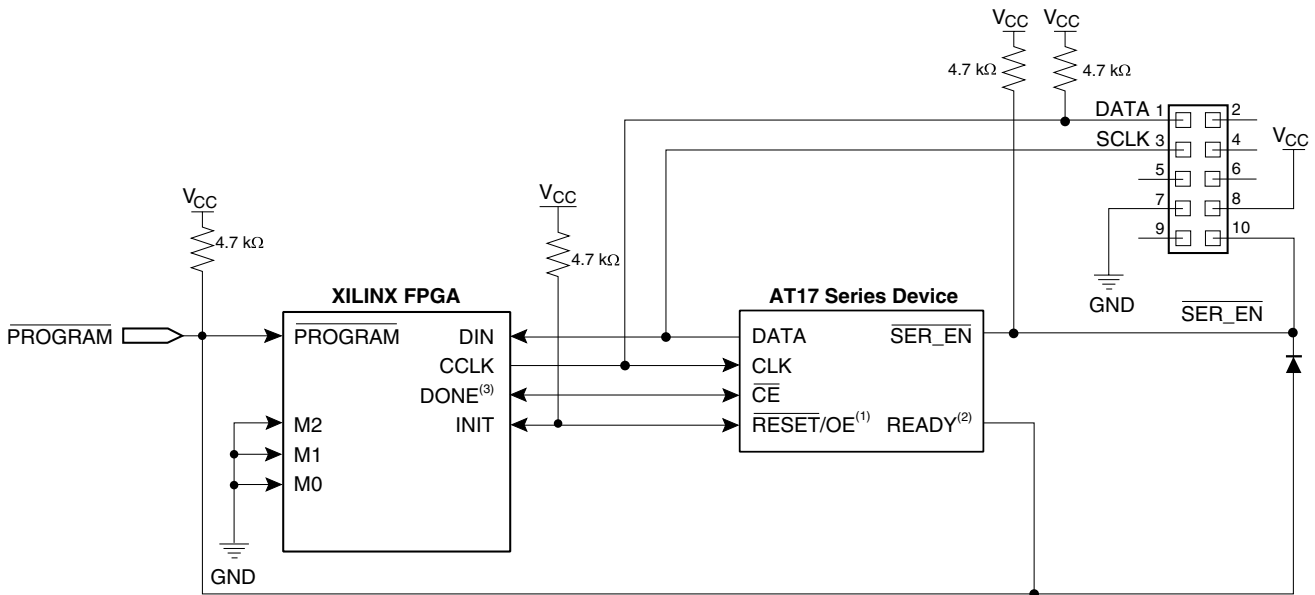 VCC VCC
4.7 kΩ 4.7 kΩ
DATA 1 2
SCLK 3 4
VCC
5 6
7 8
9 10
GND
SER_EN
VCC
4.7 kΩ
VCC
4.7 kΩ
XILINX FPGA
AT17 Series Device
PROGRAM
PROGRAM DIN
CCLK
DONE(3)
M2 INIT
M1
M0
GND
DATA SER_EN
CLK
CE
RESET/OE(1) READY(2)